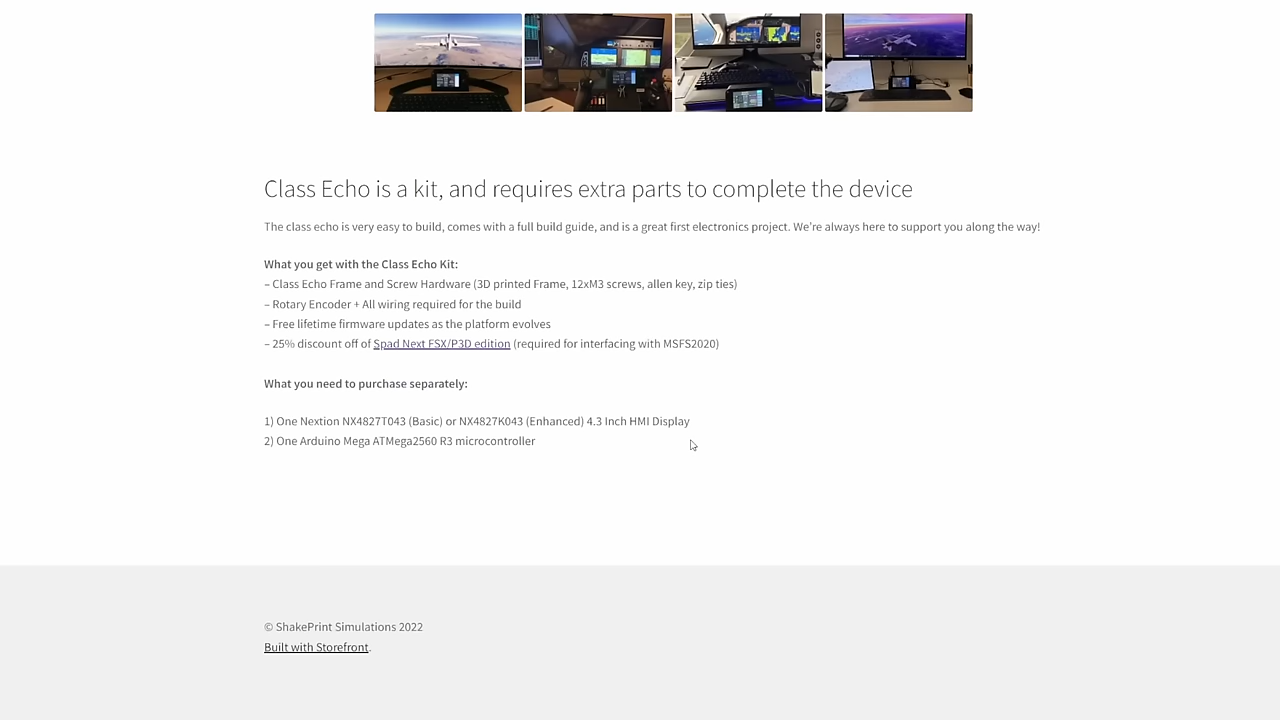 Class Echo is a kit, and requires extra parts to complete the device
The class echo is very easy to build, comes with a full build guide, and is a great first electronics project. We're always here to support you along the way!
What you get with the Class Echo Kit:
– Class Echo Frame and Screw Hardware (3D printed Frame, 12xM3 screws, allen key, zip ties)
– Rotary Encoder + All wiring required for the build
– Free lifetime firmware updates as the platform evolves
– 25% discount off of Spad Next FSX/P3D edition (required for interfacing with MSFS2020)
What you need to purchase separately:
1) One Nextion NX4827T043 (Basic) or NX4827K043 (Enhanced) 4.3 Inch HMI Display
2) One Arduino Mega ATMega2560 R3 microcontroller
© ShakePrint Simulations 2022
Built with Storefront.